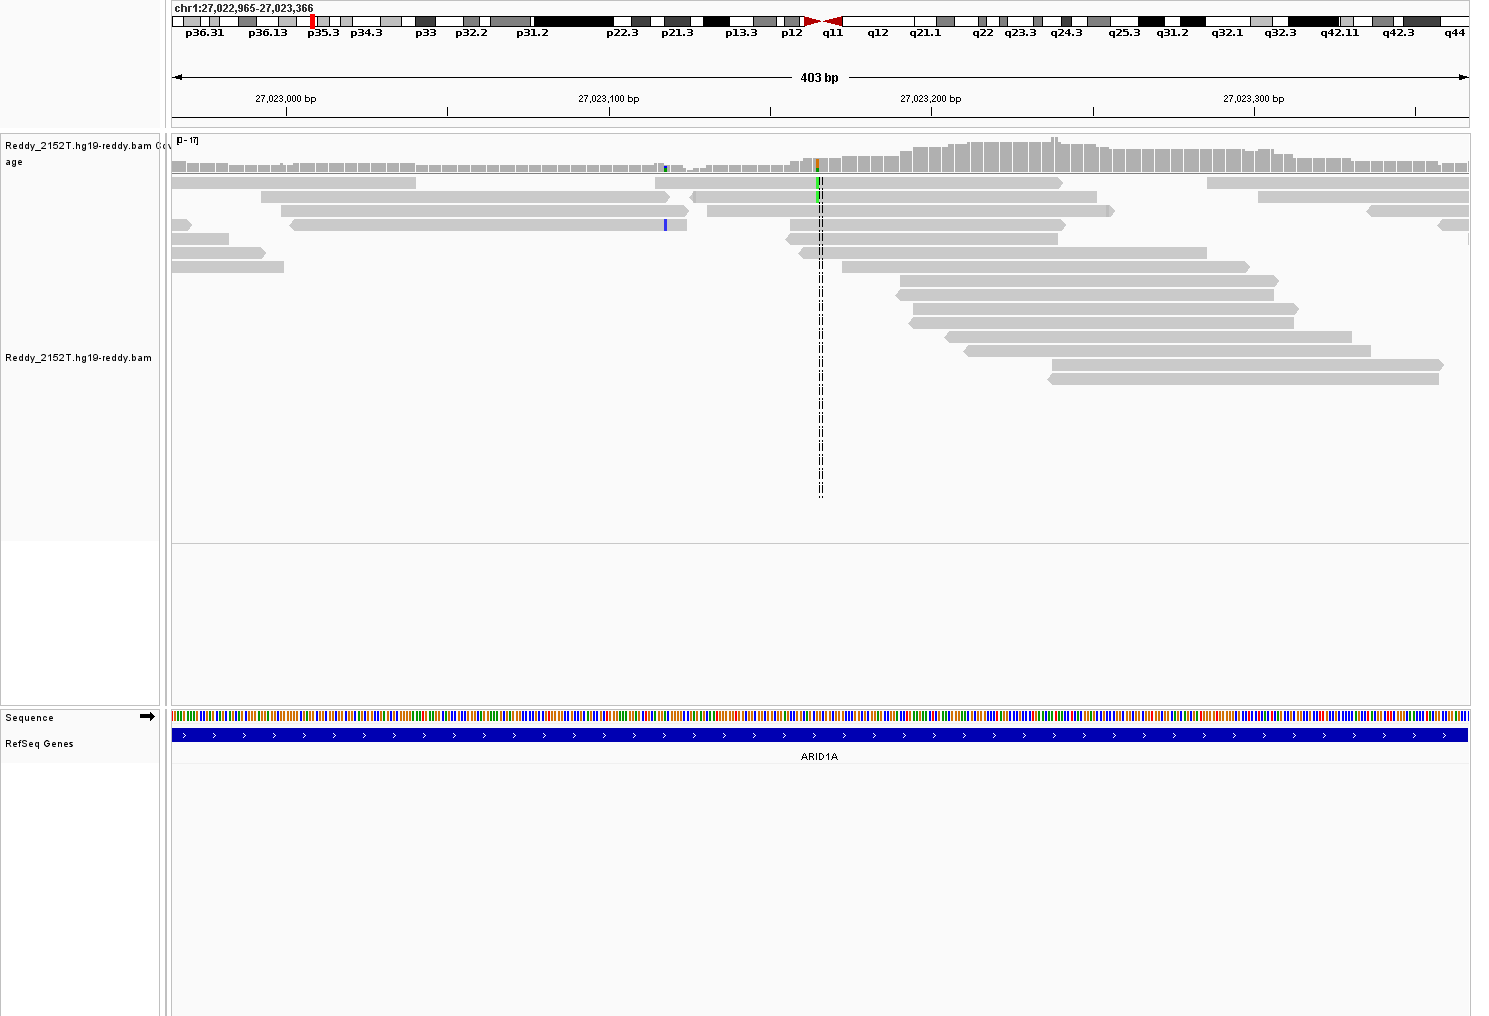 chr1:27,022,965-27,023,366
p36.31 p36.13 p35.3 p34.3 p33 p32.2 p31.2 p22.3 p21.3 p13.3 p12 q11 q12 q21.1 q22 q23.3 q24.3 q25.3 q31.2 q32.1 q32.3 q42.11 q42.3 q44
403 bp
27,023,000 bp 27,023,100 bp 27,023,200 bp 27,023,300 bp
[0 - 17]
Reddy_2152T.hg19-reddy.bam Cov
age
Reddy_2152T.hg19-reddy.bam
Sequence
RefSeq Genes
ARID1A